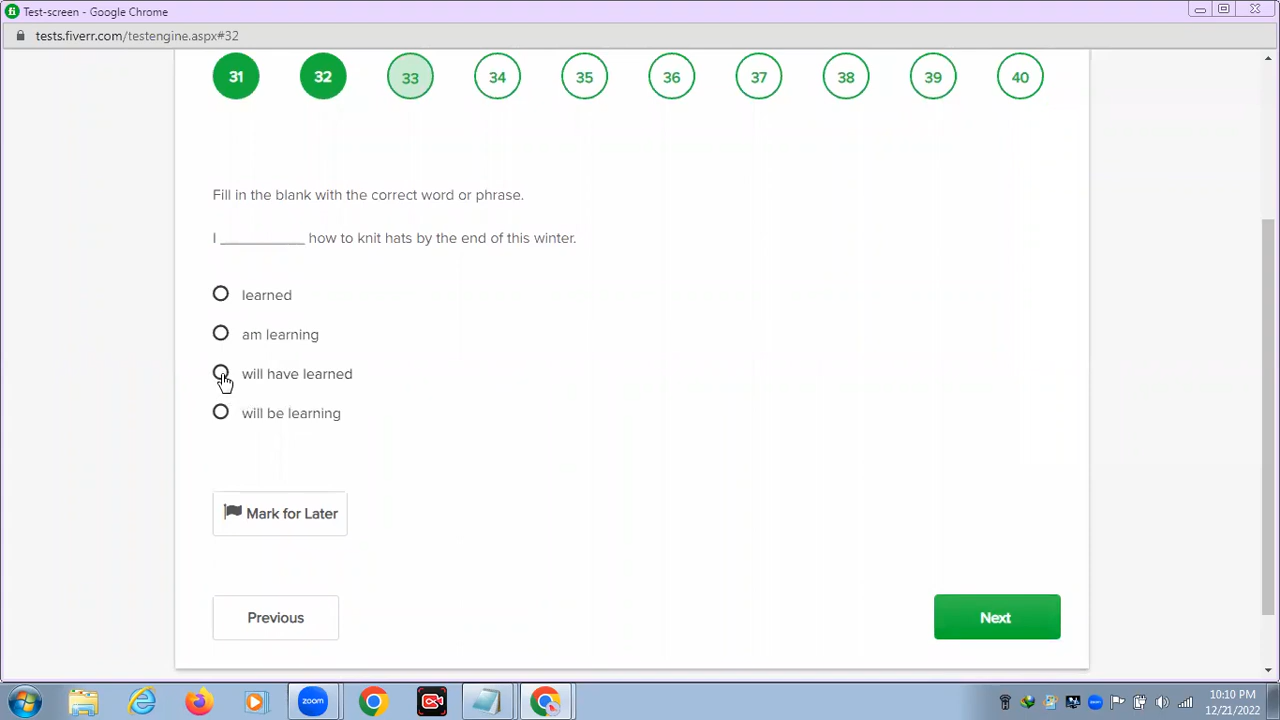 fi Test-screen - Google Chrome
tests.fiverr.com/testengine.aspx#32
31 32 33 34 35 36 37 38 39 40
Fill in the blank with the correct word or phrase.
I __________ how to knit hats by the end of this winter.
learned
am learning
will have learned
will be learning
Mark for Later
Previous
Next
zoom
10:10 PM
12/21/2022